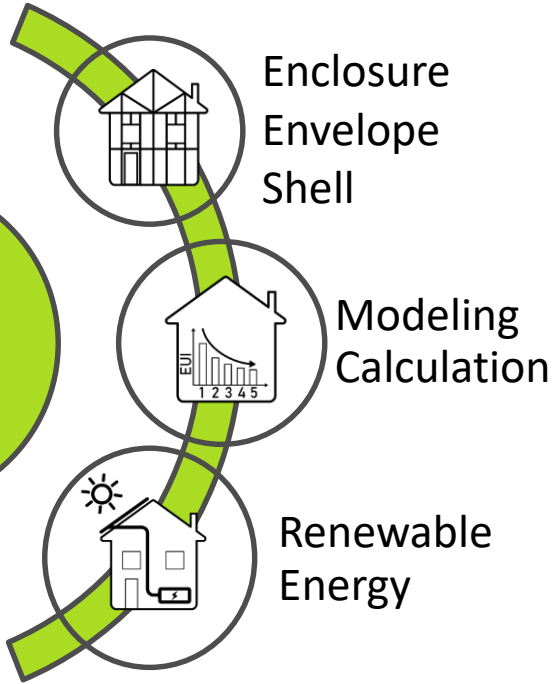 Enclosure
Envelope
Shell
EUI
1 2 3 4 5
Modeling
Calculation
Renewable
Energy